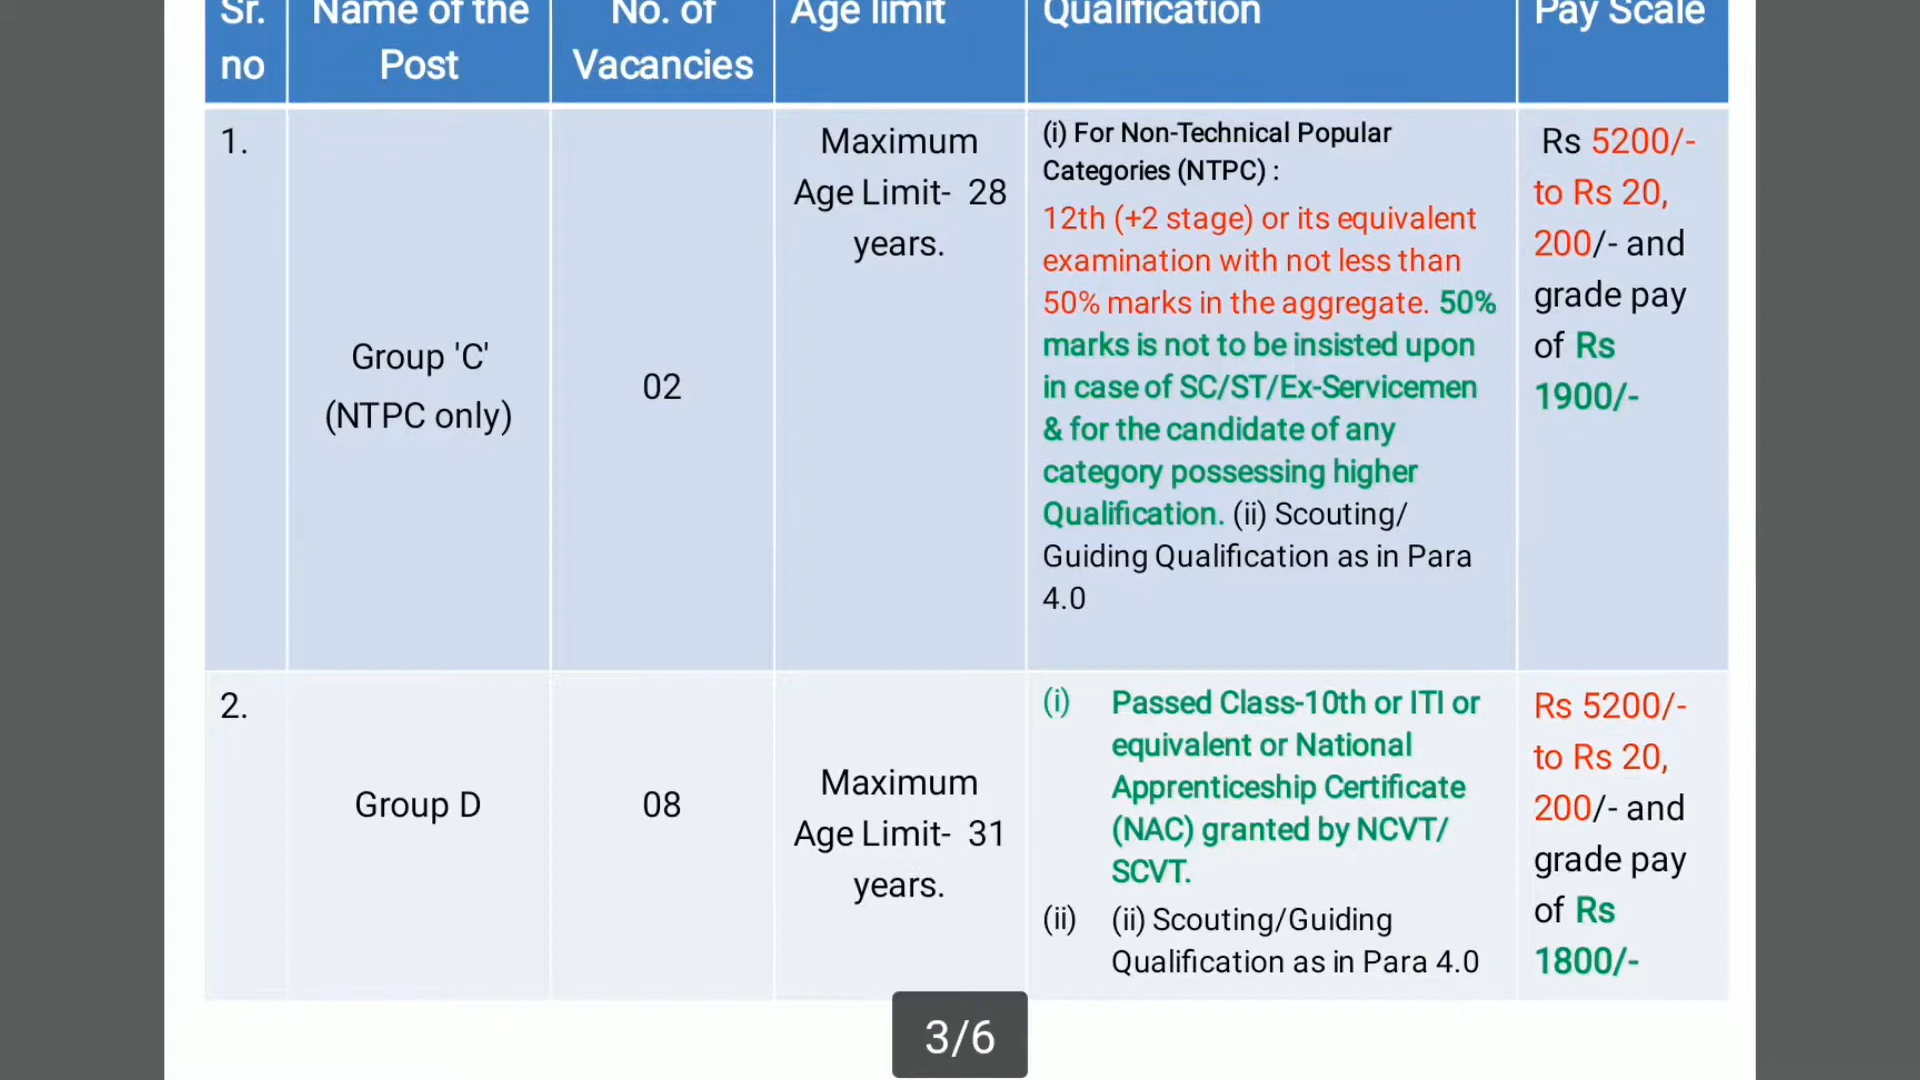 Sr. no
Name of the Post
No. of Vacancies
Age limit
Qualification
Pay Scale
1.
Group 'C'
(NTPC only)
02
Maximum
Age Limit- 28
years.
(i) For Non-Technical Popular
Categories (NTPC) :
12th (+2 stage) or its equivalent
examination with not less than
50% marks in the aggregate. 50%
marks is not to be insisted upon
in case of SC/ST/Ex-Servicemen
& for the candidate of any
category possessing higher
Qualification. (ii) Scouting/
Guiding Qualification as in Para
4.0
Rs 5200/-
to Rs 20,
200/- and
grade pay
of Rs
1900/-
2.
Group D
08
Maximum
Age Limit- 31
years.
(i) Passed Class-10th or ITI or
equivalent or National
Apprenticeship Certificate
(NAC) granted by NCVT/
SCVT.
(ii) (ii) Scouting/Guiding
Qualification as in Para 4.0
Rs 5200/-
to Rs 20,
200/- and
grade pay
of Rs
1800/-
3/6